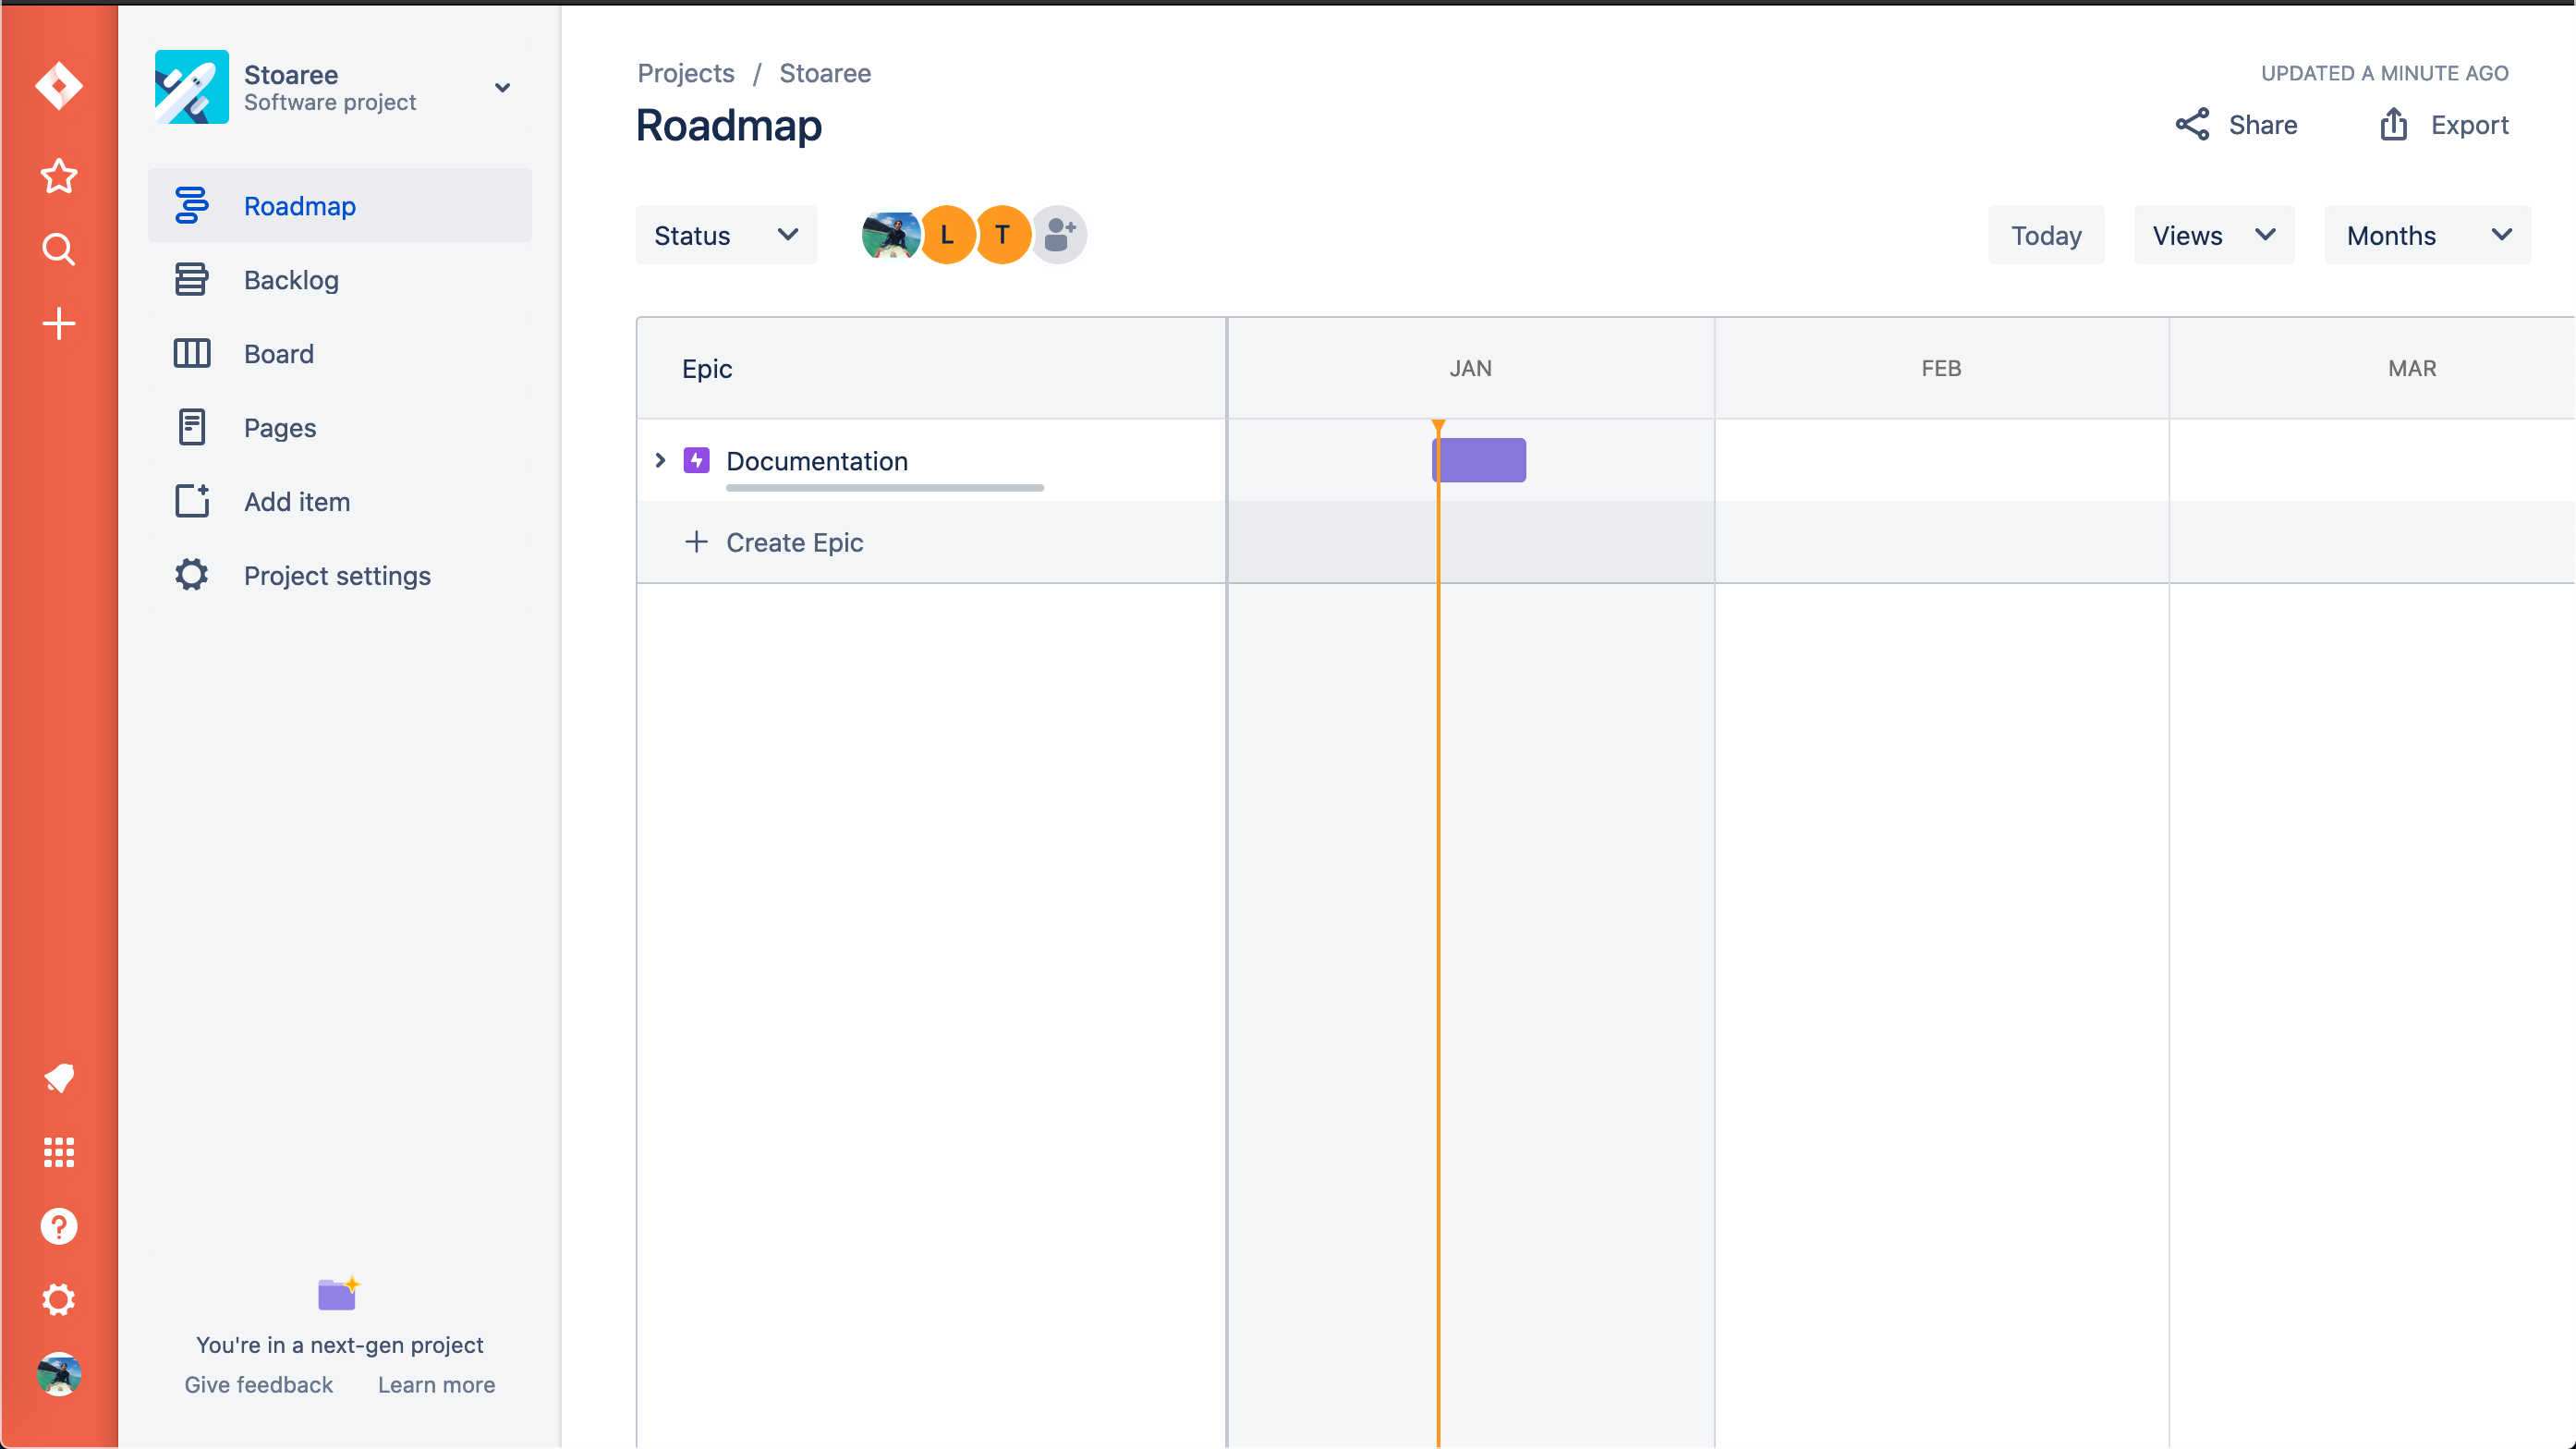 Stoaree
Software project
Roadmap
Backlog
Board
Pages
Add item
Project settings
You're in a next-gen project
Give feedback Learn more
Projects / Stoaree
UPDATED A MINUTE AGO
Roadmap
Share Export
Status
L T
Today Views Months
Epic JAN FEB MAR
Documentation
+ Create Epic